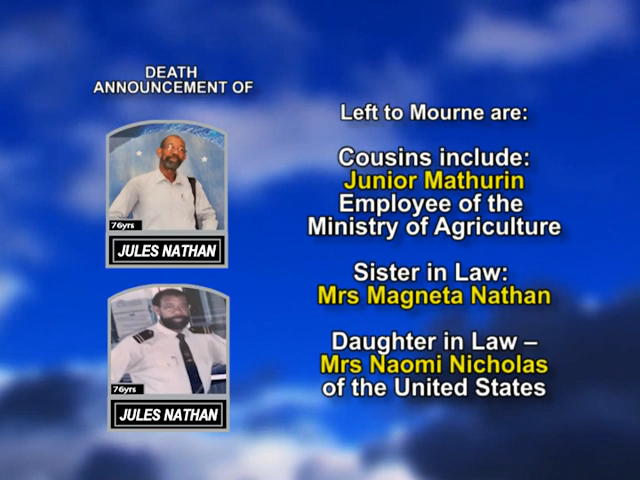 DEATH
ANNOUNCEMENT OF
76yrs
JULES NATHAN
76yrs
JULES NATHAN
Left to Mourne are:
Cousins include:
Junior Mathurin
Employee of the
Ministry of Agriculture
Sister in Law:
Mrs Magneta Nathan
Daughter in Law –
Mrs Naomi Nicholas
of the United States